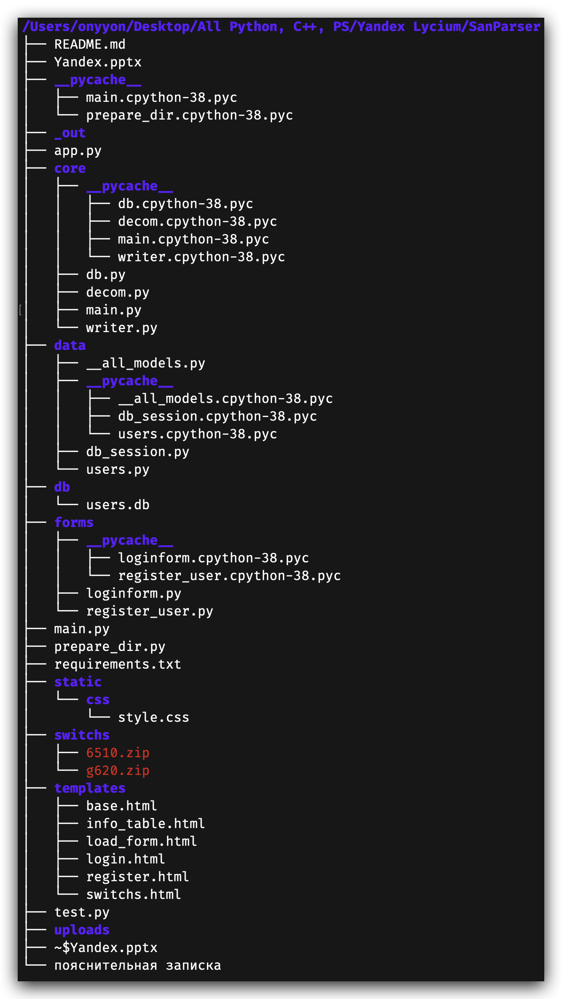 /Users/onyyon/Desktop/All Python, C++, PS/Yandex Lycium/SanParser
├── README.md
├── Yandex.pptx
├── __pycache__
│   ├── main.cpython-38.pyc
│   └── prepare_dir.cpython-38.pyc
├── _out
├── app.py
├── core
│   ├── __pycache__
│   │   ├── db.cpython-38.pyc
│   │   ├── decom.cpython-38.pyc
│   │   ├── main.cpython-38.pyc
│   │   └── writer.cpython-38.pyc
│   ├── db.py
│   ├── decom.py
[│   ├── main.py
│   └── writer.py
├── data
│   ├── __all_models.py
│   ├── __pycache__
│   │   ├── __all_models.cpython-38.pyc
│   │   ├── db_session.cpython-38.pyc
│   │   └── users.cpython-38.pyc
│   ├── db_session.py
│   └── users.py
├── db
│   └── users.db
├── forms
│   ├── __pycache__
│   │   ├── loginform.cpython-38.pyc
│   │   └── register_user.cpython-38.pyc
│   ├── loginform.py
│   └── register_user.py
├── main.py
├── prepare_dir.py
├── requirements.txt
├── static
│   └── css
│       └── style.css
├── switchs
│   ├── 6510.zip
│   └── g620.zip
├── templates
│   ├── base.html
│   ├── info_table.html
│   ├── load_form.html
│   ├── login.html
│   ├── register.html
│   └── switchs.html
├── test.py
├── uploads
├── ~$Yandex.pptx
└── пояснительная записка